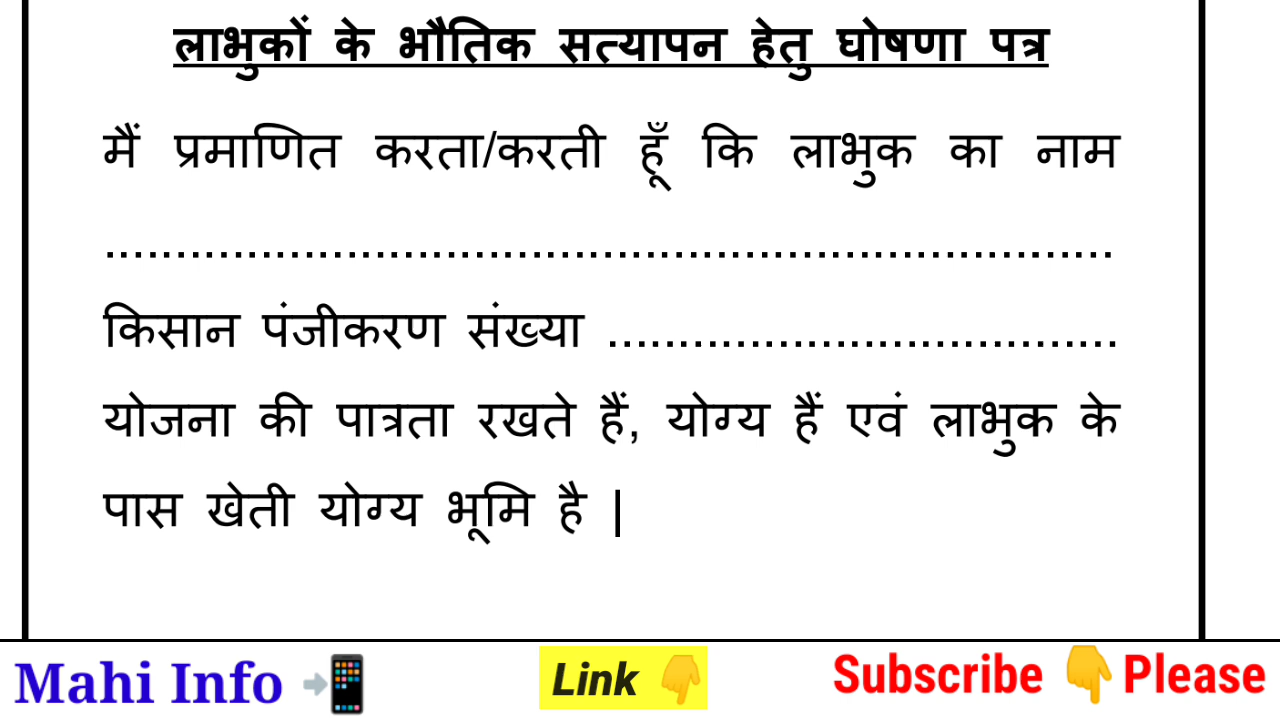 लाभुकों के भौतिक सत्यापन हेतु घोषणा पत्र
मैं प्रमाणित करता/करती हूँ कि लाभुक का नाम
.......................................................................
किसान पंजीकरण संख्या ....................................
योजना की पात्रता रखते हैं, योग्य हैं एवं लाभुक के
पास खेती योग्य भूमि है |
Mahi Info Link Subscribe Please